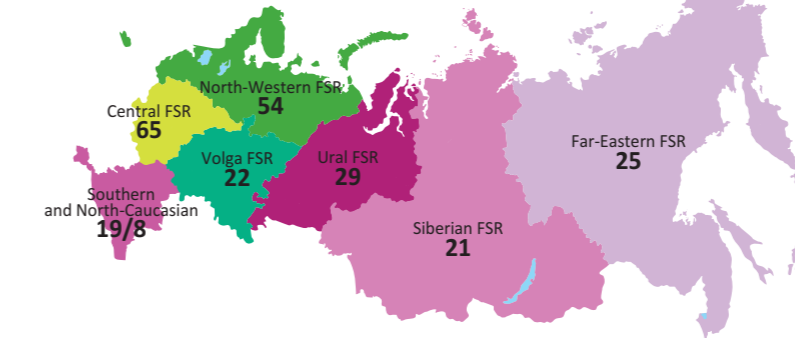 North-Western FSR
54
Central FSR
65
Volga FSR
22
Ural FSR
29
Far-Eastern FSR
25
Southern
and North-Caucasian
19/8
Siberian FSR
21